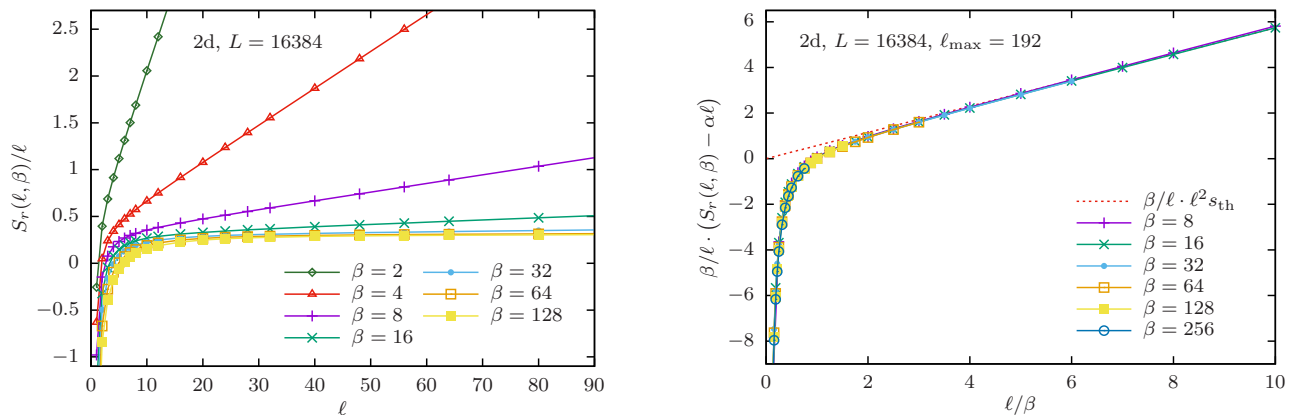 2d, L = 16384
S_r(ℓ, β)/ℓ
2.5
2
1.5
1
0.5
0
−0.5
−1
β = 2
β = 4
β = 8
β = 16
β = 32
β = 64
β = 128
0 10 20 30 40 50 60 70 80 90
ℓ
2d, L = 16384, ℓ_max = 192
β/ℓ · (S_r(ℓ, β) − αℓ)
6
4
2
0
−2
−4
−6
−8
β/ℓ · ℓ²s_th
β = 8
β = 16
β = 32
β = 64
β = 128
β = 256
0 2 4 6 8 10
ℓ/β